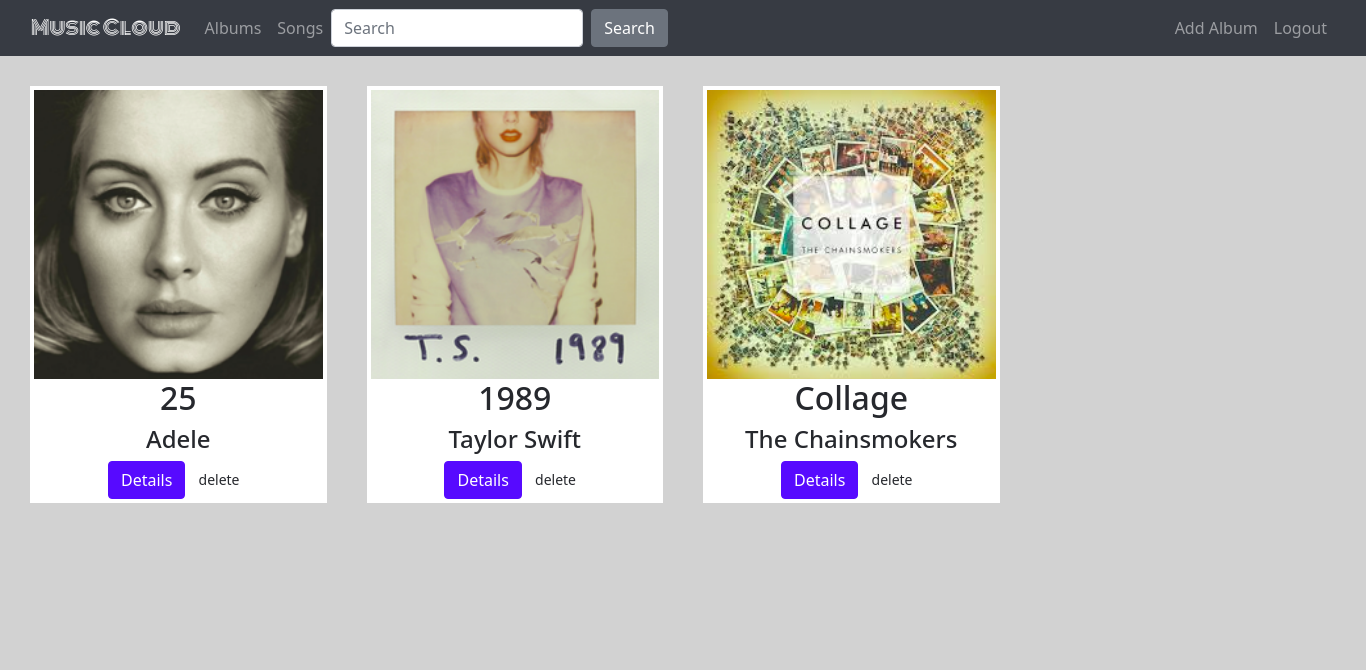 Music Cloud Albums Songs Search Search Add Album Logout
COLLAGE
THE CHAINSMOKERS
T.S. 1989
25 1989 Collage
Adele Taylor Swift The Chainsmokers
Details delete Details delete Details delete